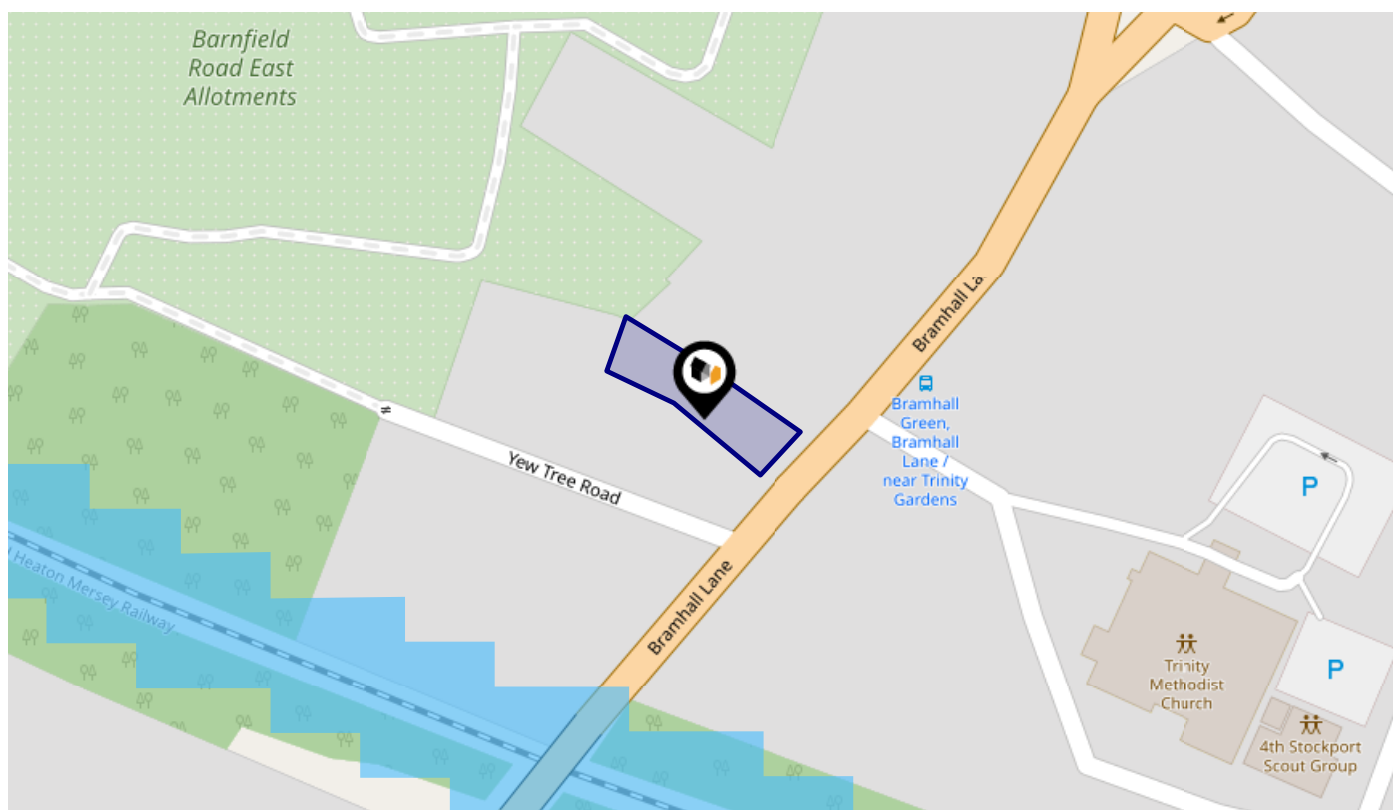 Barnfield
Road East
Allotments
Bramhall La
Bramhall
Green,
Bramhall
Lane /
near Trinity
Gardens
Yew Tree Road
P
Heaton Mersey Railway
Bramhall Lane
Trinity
Methodist
Church
P
4th Stockport
Scout Group